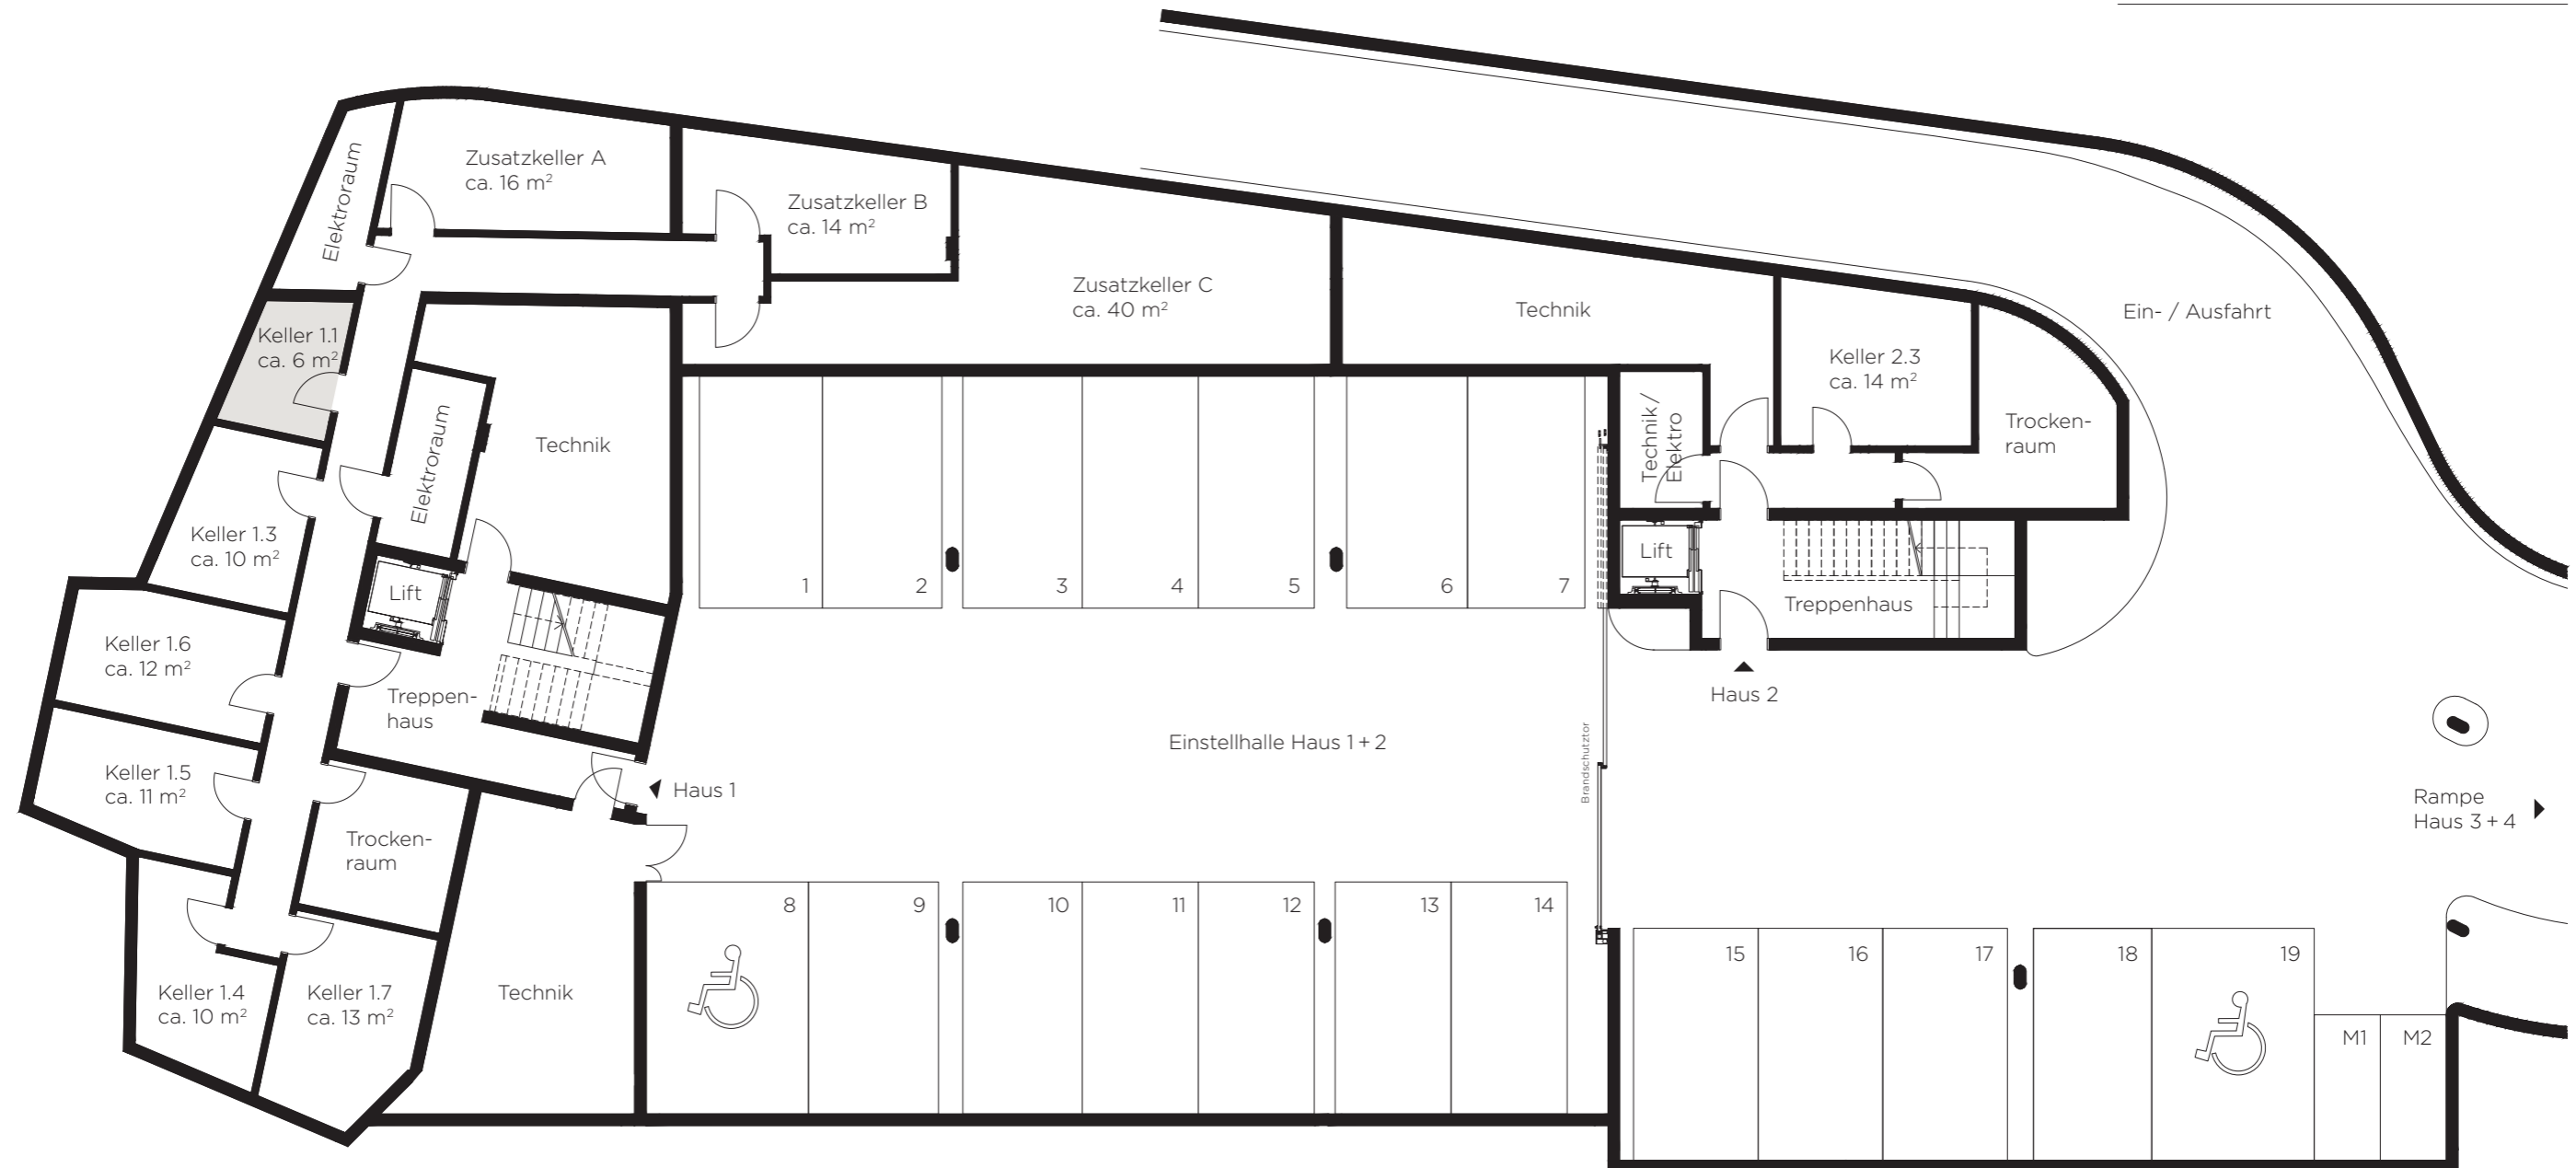 Elektroraum
Zusatzkeller A
ca. 16 m²
Zusatzkeller B
ca. 14 m²
Zusatzkeller C
ca. 40 m²
Technik
Ein- / Ausfahrt
Keller 1.1
ca. 6 m²
Keller 2.3
ca. 14 m²
Elektroraum
Technik
Technik /
Elektro
Trocken-
raum
Keller 1.3
ca. 10 m²
Lift
Lift
1
2
3
4
5
6
7
Treppenhaus
Keller 1.6
ca. 12 m²
Treppen-
haus
Haus 2
Einstellhalle Haus 1 + 2
Brandschutztor
Keller 1.5
ca. 11 m²
Haus 1
Rampe
Haus 3 + 4
Trocken-
raum
8
9
10
11
12
13
14
15
16
17
18
19
Keller 1.4
ca. 10 m²
Keller 1.7
ca. 13 m²
Technik
M1
M2